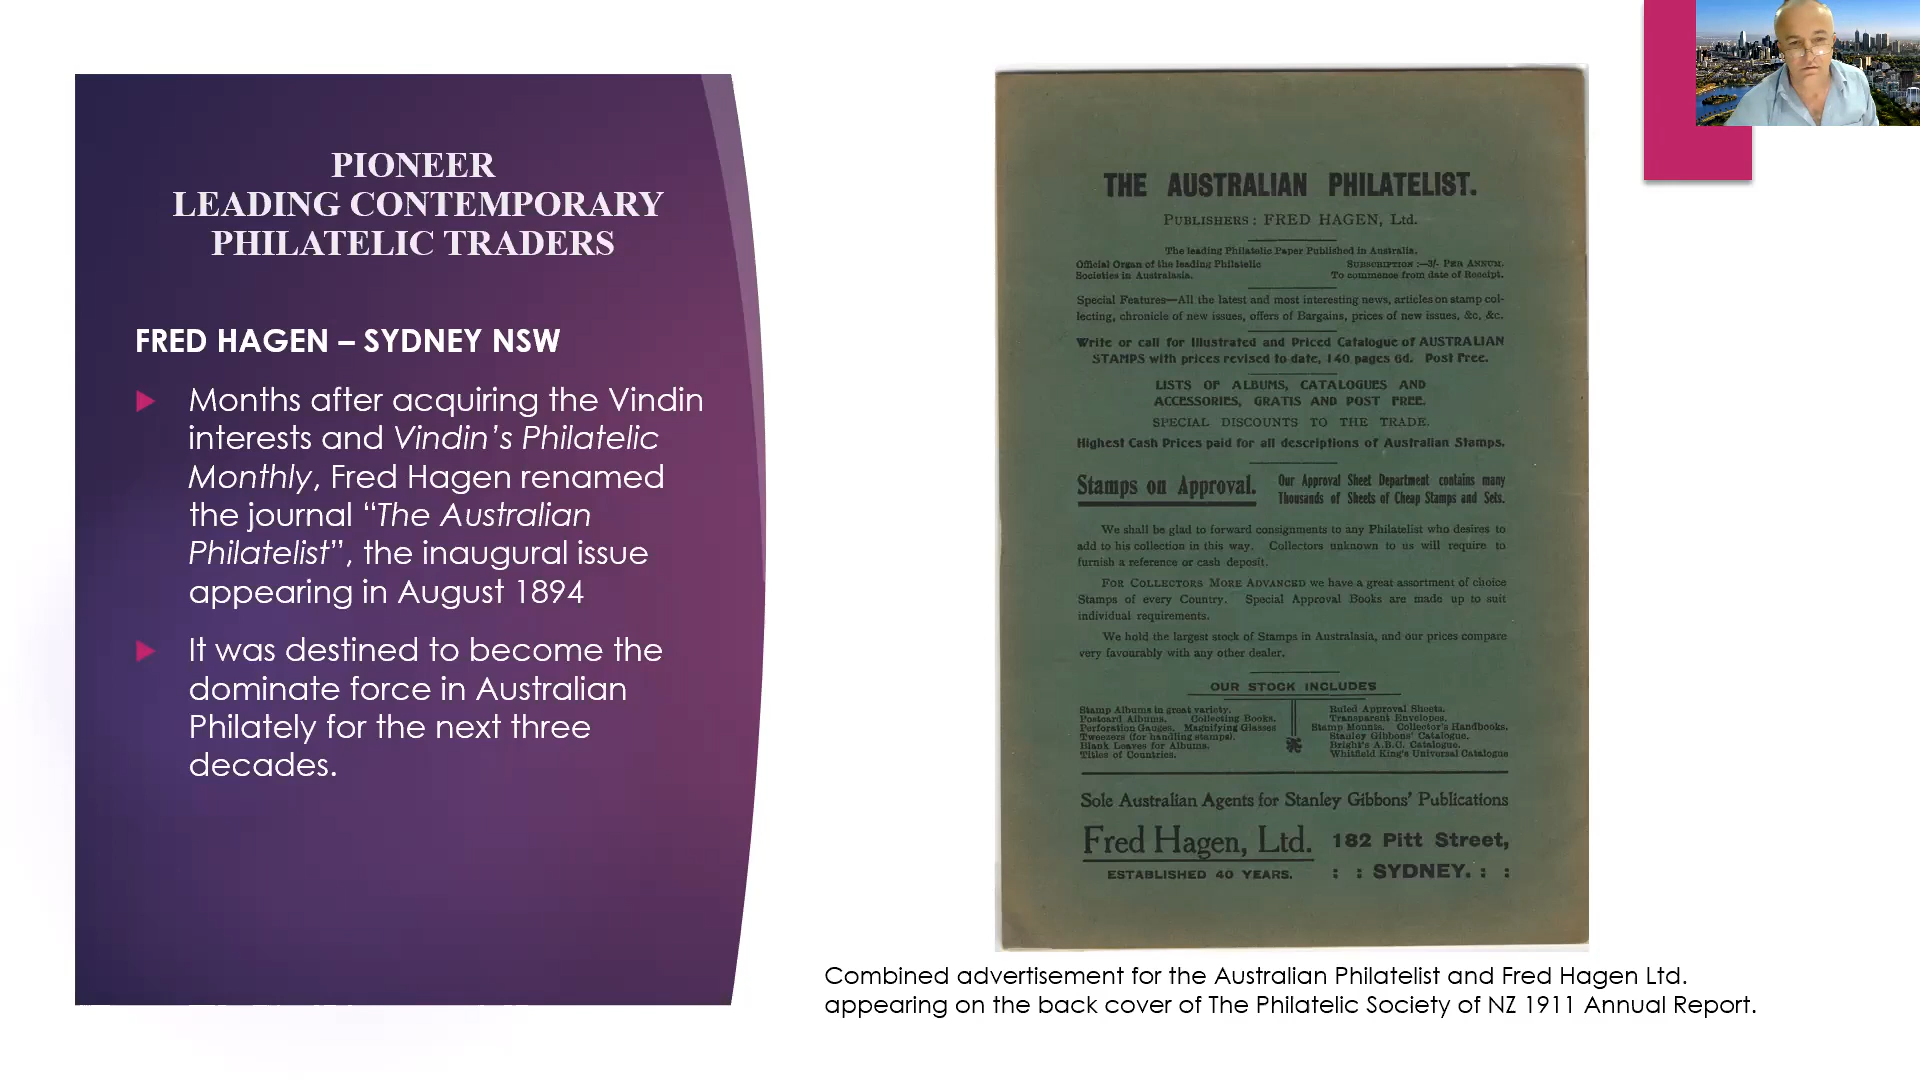 PIONEER
LEADING CONTEMPORARY
PHILATELIC TRADERS
FRED HAGEN – SYDNEY NSW
Months after acquiring the Vindin
interests and Vindin’s Philatelic
Monthly, Fred Hagen renamed
the journal “The Australian
Philatelist”, the inaugural issue
appearing in August 1894
It was destined to become the
dominate force in Australian
Philately for the next three
decades.
THE AUSTRALIAN PHILATELIST.
PUBLISHERS: FRED HAGEN, Ltd.
The leading Philatelic Paper Published in Australia.
Official Organ of the leading Philatelic
Societies in Australasia.
SUBSCRIPTION :—3/- PER ANNUM.
To commence from date of Receipt.
Special Features—All the latest and most interesting news, articles on stamp col-
lecting, chronicle of new issues, offers of Bargains, prices of new issues, &c, &c.
Write or call for Illustrated and Priced Catalogue of AUSTRALIAN
STAMPS with prices revised to date, 140 pages 6d. Post Free.
LISTS OF ALBUMS, CATALOGUES AND
ACCESSORIES, GRATIS AND POST FREE.
SPECIAL DISCOUNTS TO THE TRADE.
Highest Cash Prices paid for all descriptions of Australian Stamps.
Stamps on Approval.
Our Approval Sheet Department contains many
Thousands of Sheets of Cheap Stamps and Sets.
We shall be glad to forward consignments to any Philatelist who desires to
add to his collection in this way. Collectors unknown to us will require to
furnish a reference or cash deposit.
FOR COLLECTORS MORE ADVANCED we have a great assortment of choice
Stamps of every Country. Special Approval Books are made up to suit
individual requirements.
We hold the largest stock of Stamps in Australasia, and our prices compare
very favourably with any other dealer.
OUR STOCK INCLUDES
Stamp Albums in great variety.
Postcard Albums. Collecting Books.
Perforation Gauges. Magnifying Glasses
Tweezers (for handling stamps).
Blank Leaves for Albums.
Titles of Countries.
Ruled Approval Sheets.
Transparent Envelopes.
Stamp Mounts. Collector's Handbooks.
Stanley Gibbons' Catalogue.
Bright's A.B.C. Catalogue.
Whitfield King's Universal Catalogue
Sole Australian Agents for Stanley Gibbons' Publications
Fred Hagen, Ltd.
ESTABLISHED 40 YEARS.
182 Pitt Street,
: : SYDNEY. : :
Combined advertisement for the Australian Philatelist and Fred Hagen Ltd.
appearing on the back cover of The Philatelic Society of NZ 1911 Annual Report.